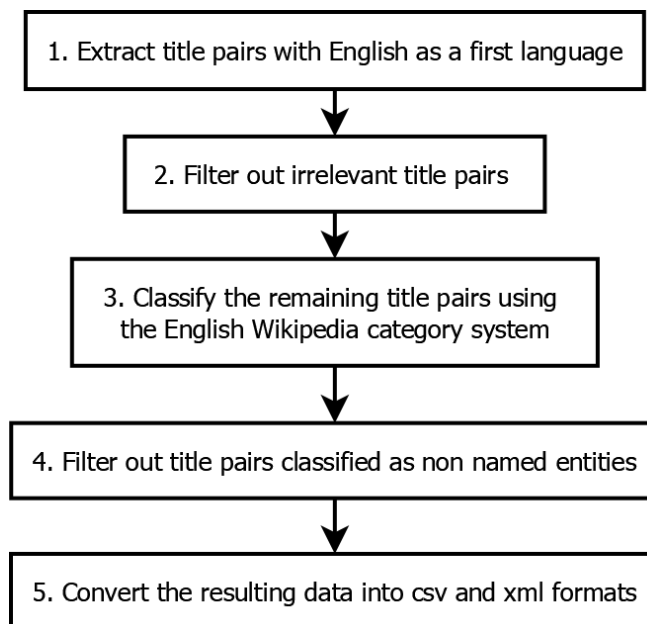 1. Extract title pairs with English as a first language
2. Filter out irrelevant title pairs
3. Classify the remaining title pairs using
the English Wikipedia category system
4. Filter out title pairs classified as non named entities
5. Convert the resulting data into csv and xml formats